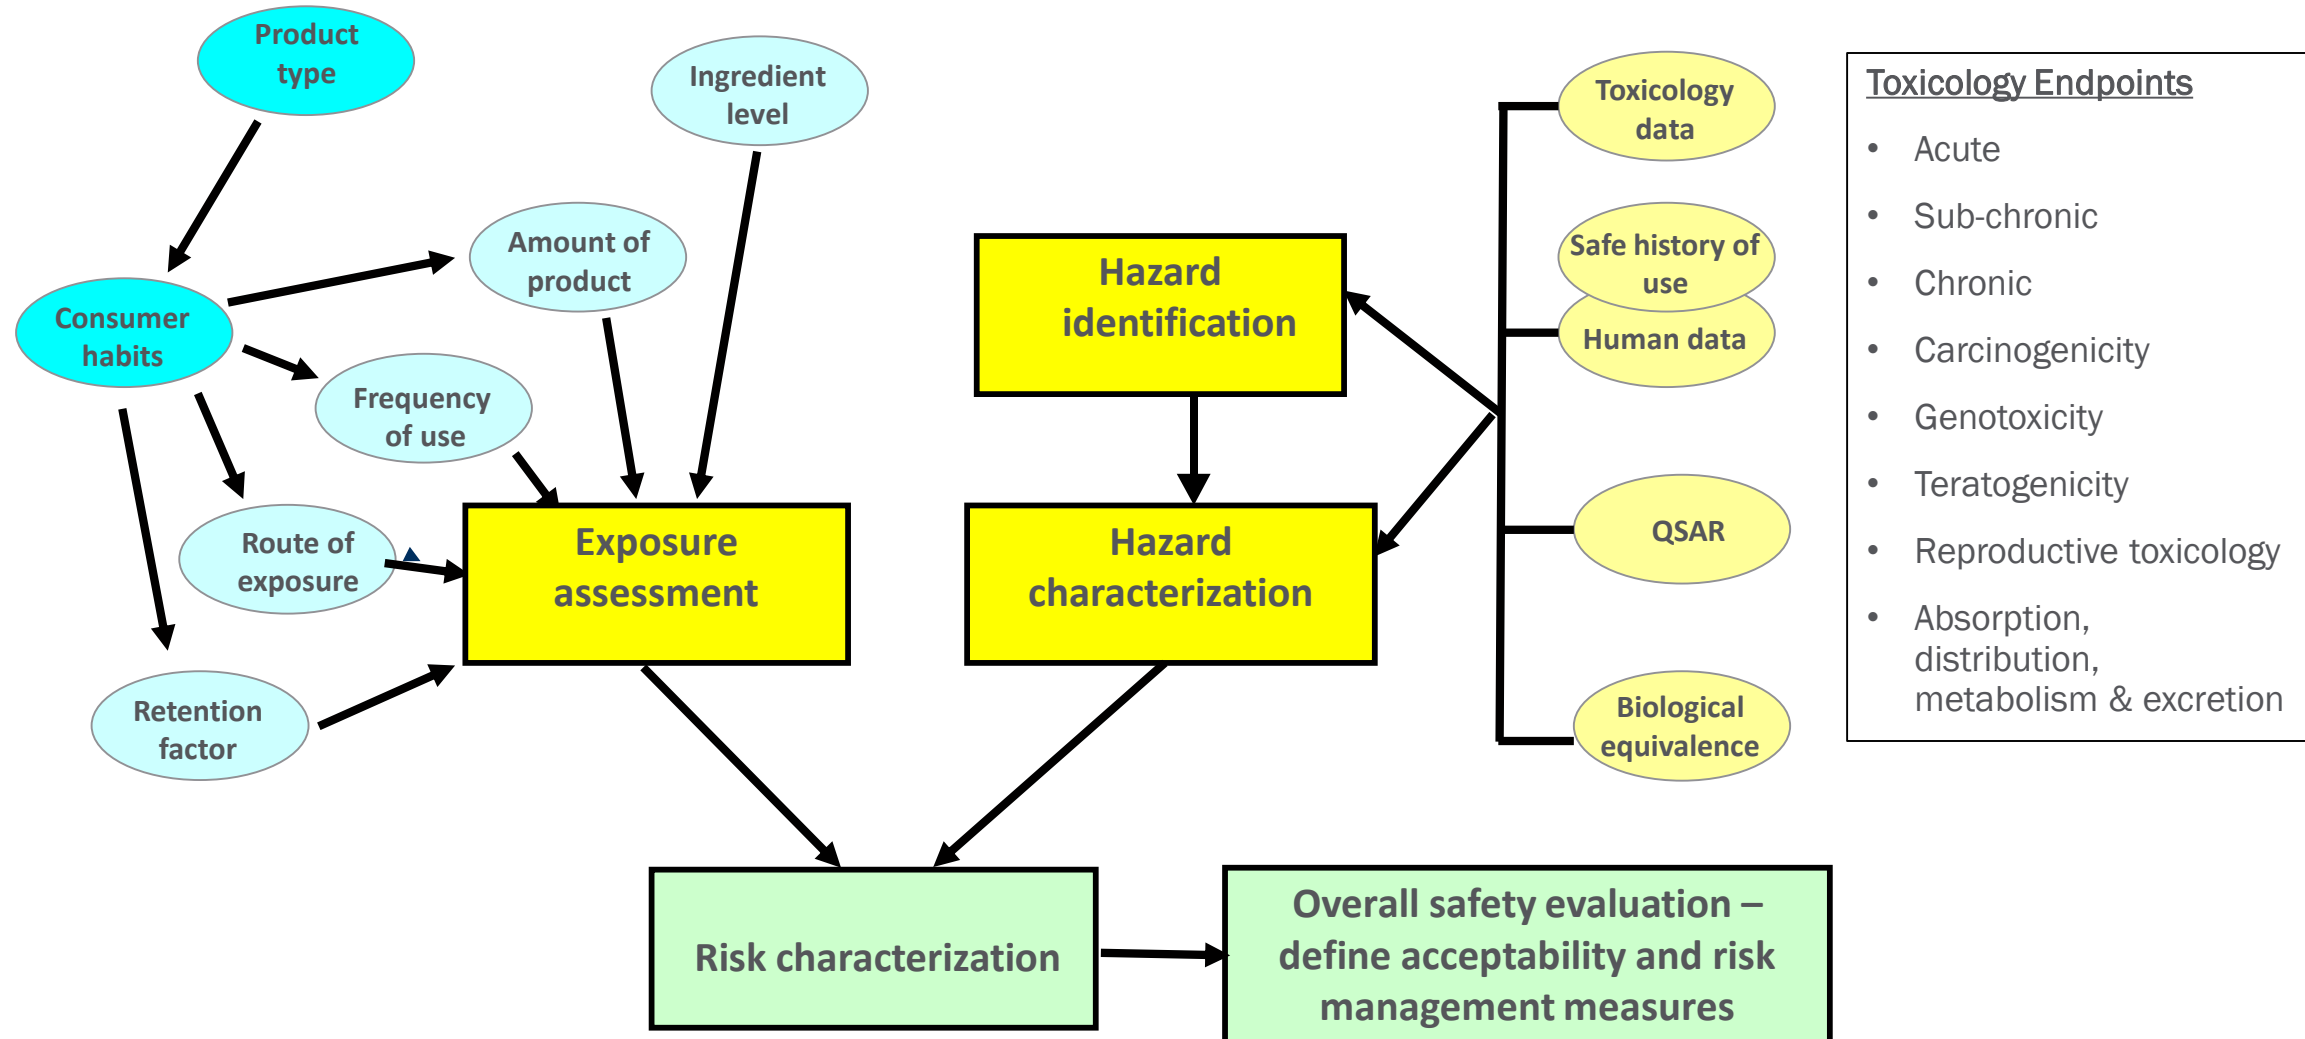 Product
type
Ingredient
level
Amount of
product
Consumer
habits
Frequency
of use
Route of
exposure
Retention
factor
Exposure
assessment
Hazard
identification
Hazard
characterization
Toxicology
data
Safe history of
use
Human data
QSAR
Biological
equivalence
Toxicology Endpoints
• Acute
• Sub-chronic
• Chronic
• Carcinogenicity
• Genotoxicity
• Teratogenicity
• Reproductive toxicology
• Absorption,
distribution,
metabolism & excretion
Risk characterization
Overall safety evaluation –
define acceptability and risk
management measures